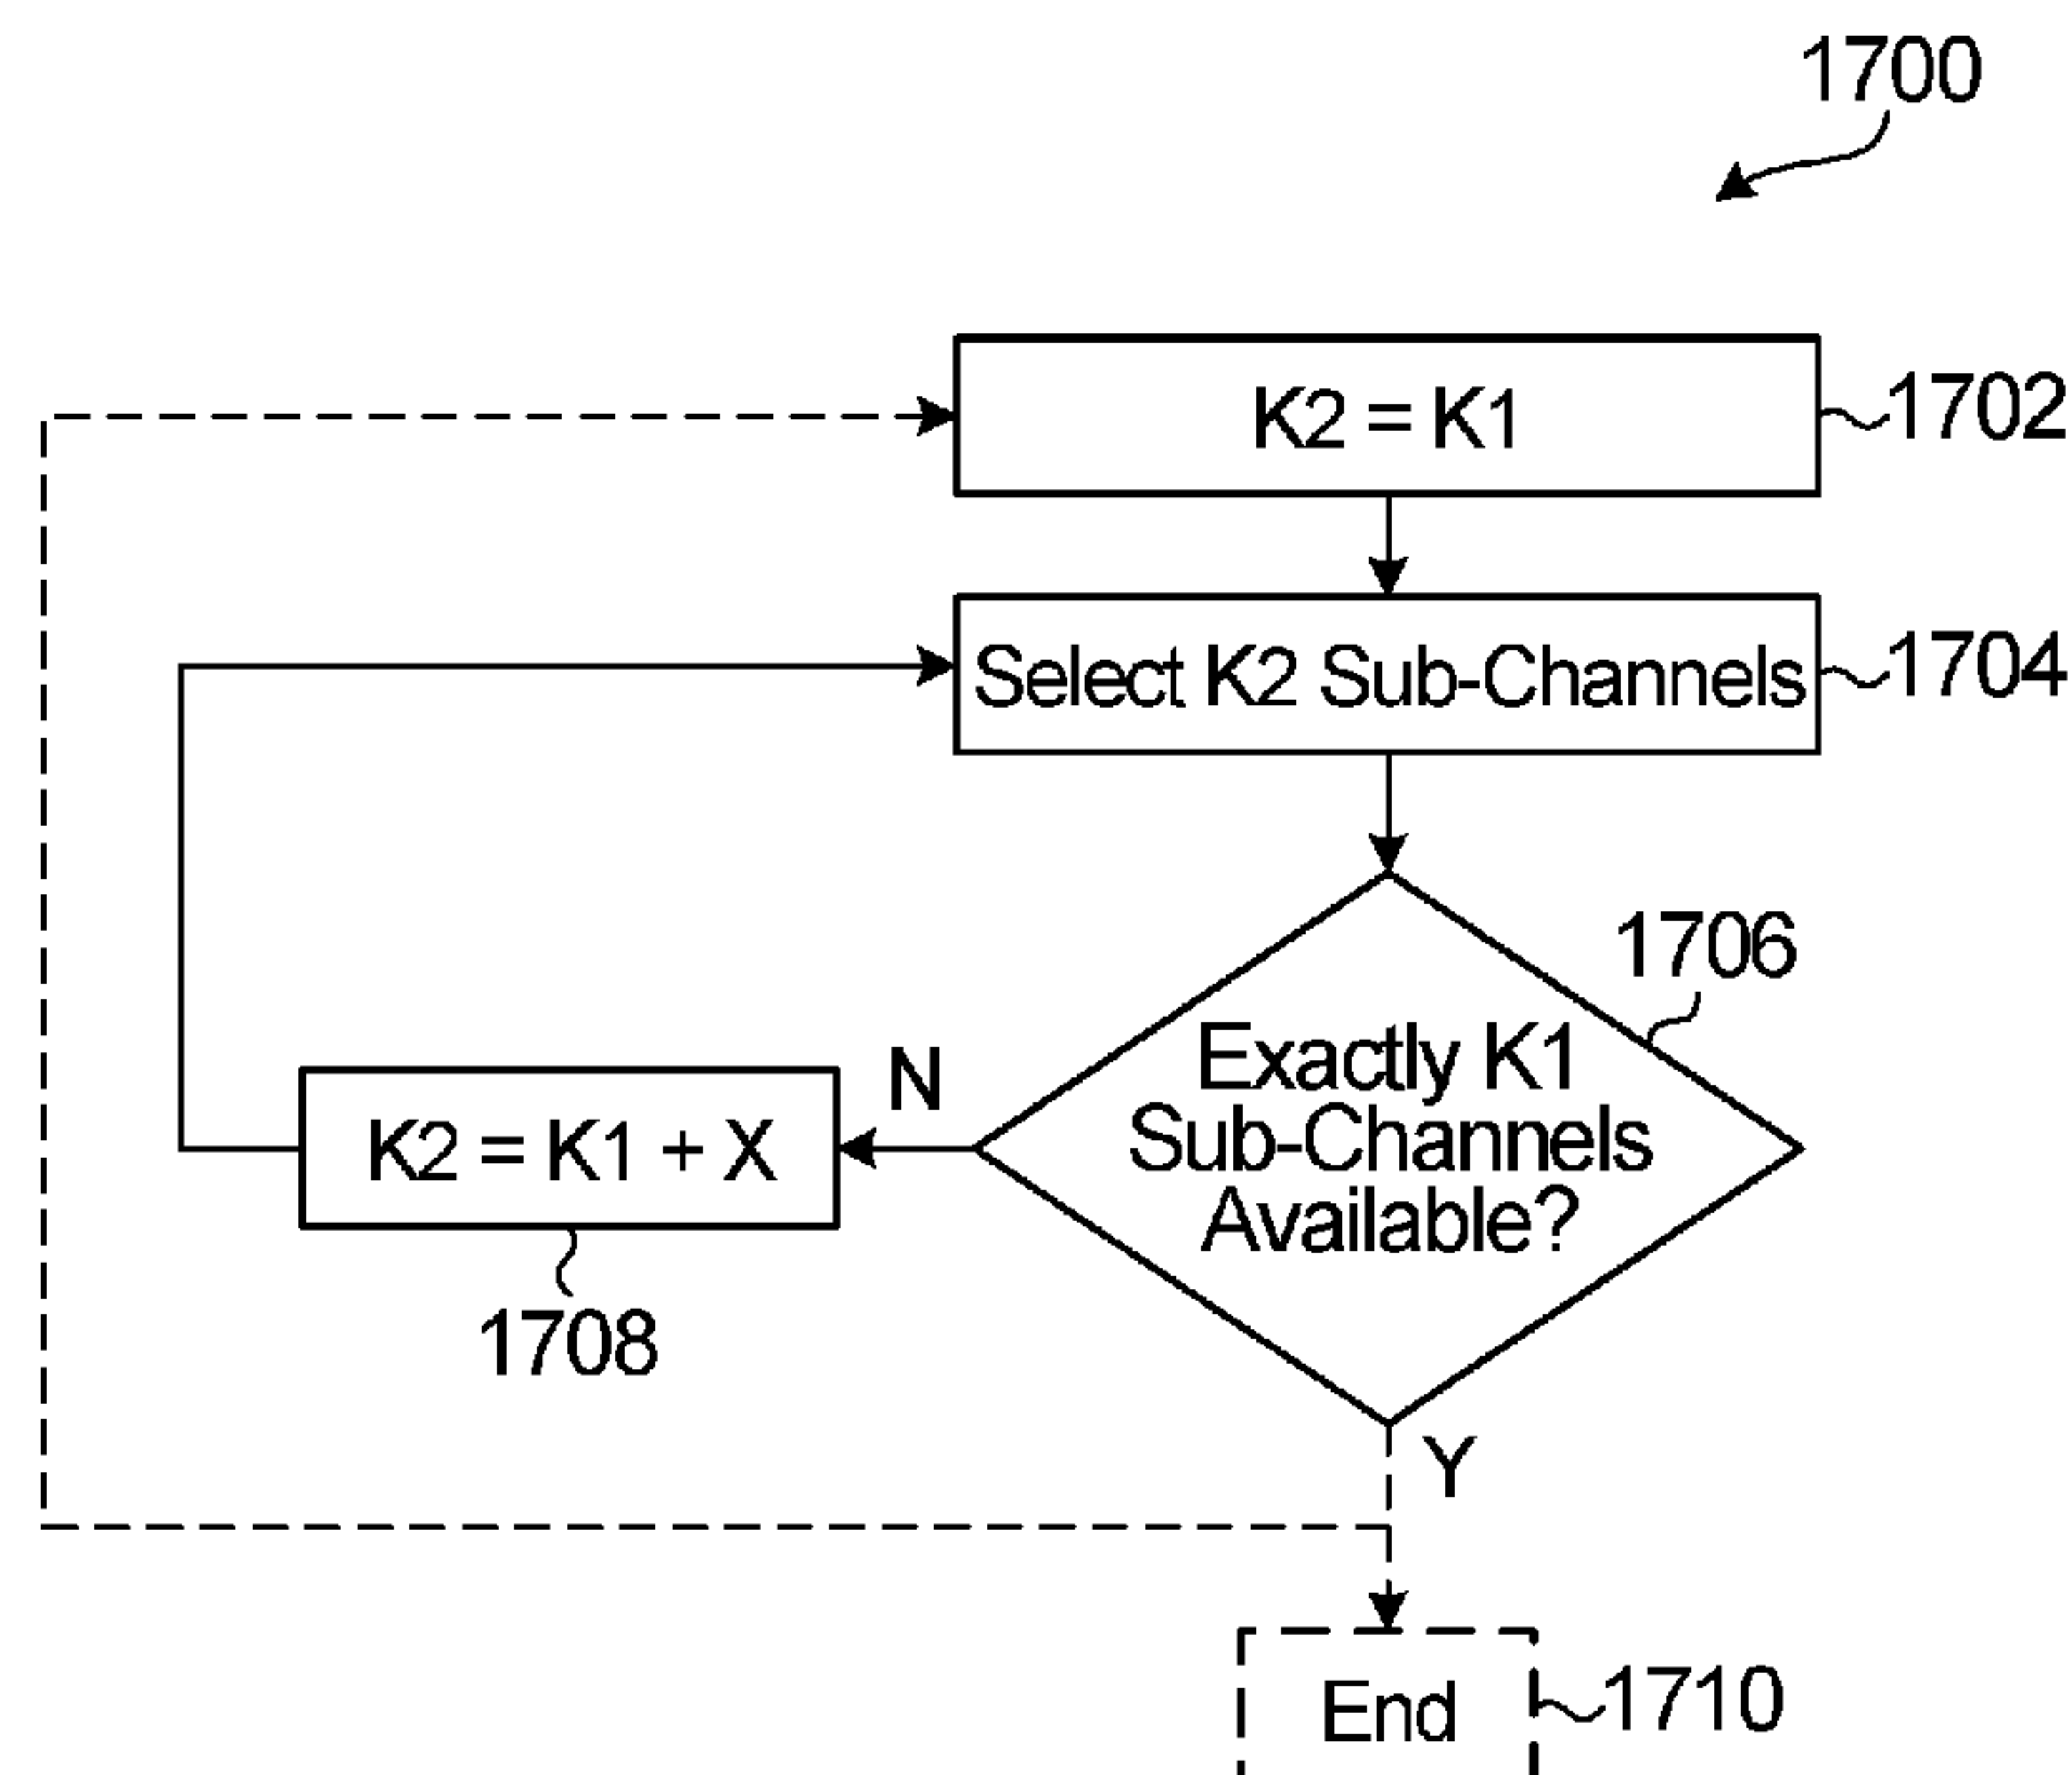 1700
K2 = K1
1702
Select K2 Sub-Channels
1704
1706
Exactly K1
Sub-Channels
Available?
N
K2 = K1 + X
1708
Y
End
1710